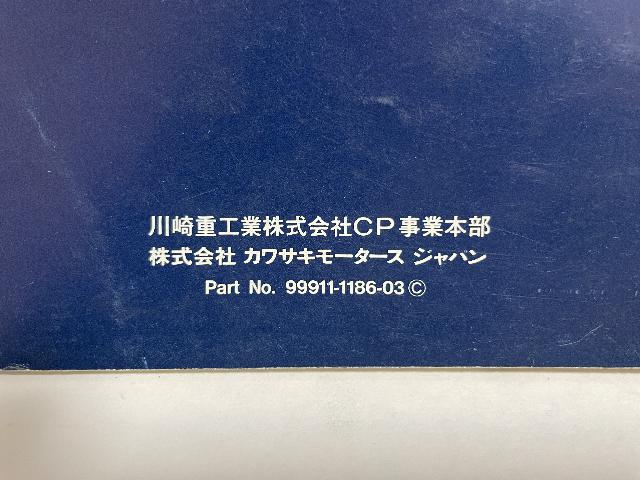 川崎重工業株式会社CP事業本部
株式会社 カワサキモータース ジャパン
Part No. 99911-1186-03 ©